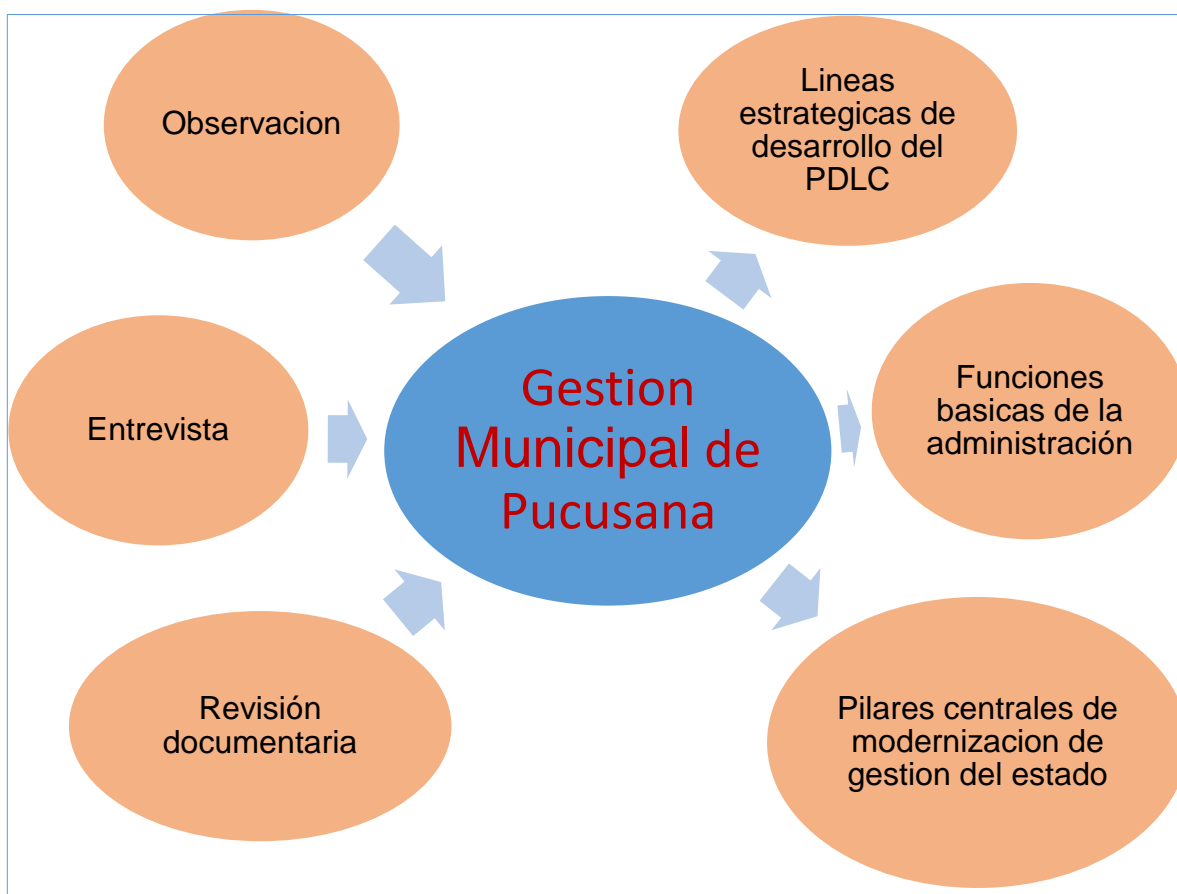 Observacion
Lineas
estrategicas de
desarrollo del
PDLC
Entrevista
Gestion
Municipal de
Pucusana
Funciones
basicas de la
administración
Revisión
documentaria
Pilares centrales de
modernizacion de
gestion del estado